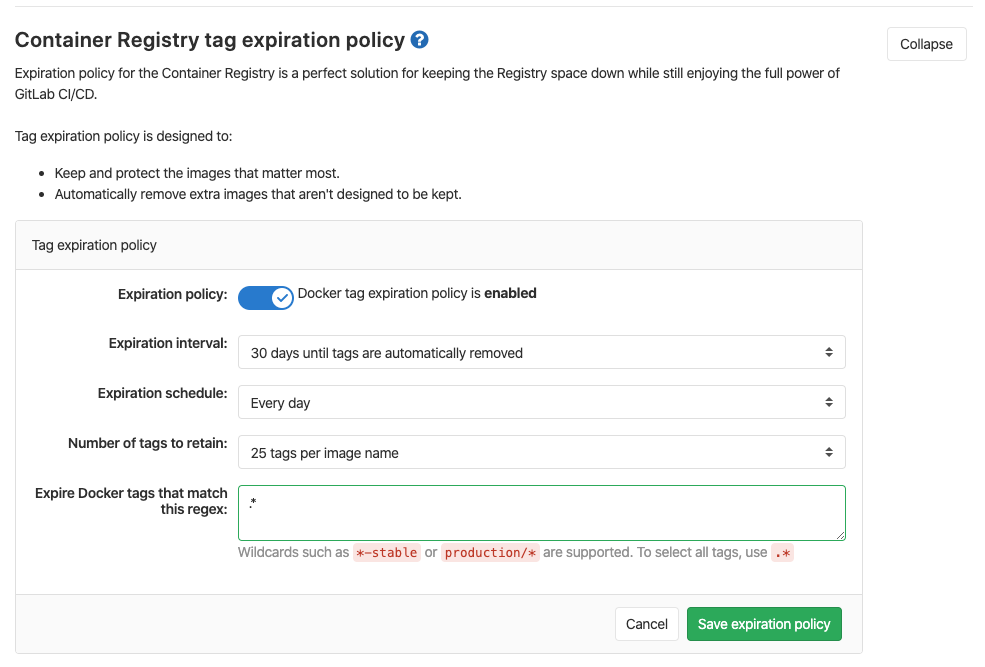 Container Registry tag expiration policy ?
Collapse
Expiration policy for the Container Registry is a perfect solution for keeping the Registry space down while still enjoying the full power of
GitLab CI/CD.
Tag expiration policy is designed to:
• Keep and protect the images that matter most.
• Automatically remove extra images that aren't designed to be kept.
Tag expiration policy
Expiration policy: Docker tag expiration policy is enabled
Expiration interval: 30 days until tags are automatically removed
Expiration schedule: Every day
Number of tags to retain: 25 tags per image name
Expire Docker tags that match
this regex:
.*
Wildcards such as *-stable or production/* are supported. To select all tags, use .*
Cancel
Save expiration policy